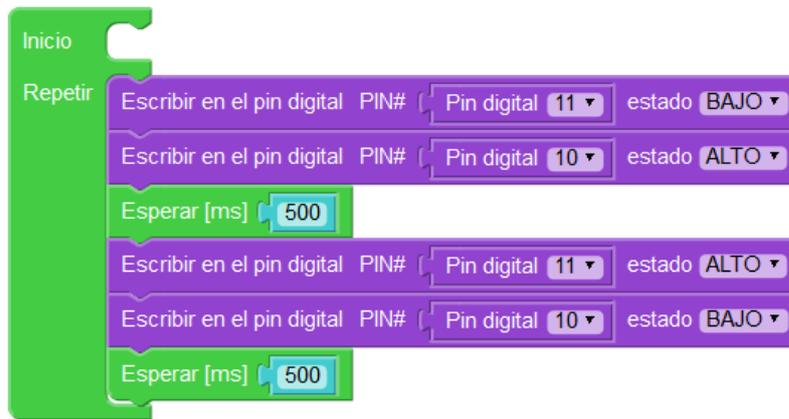 Inicio
Repetir
Escribir en el pin digital PIN# Pin digital 11 estado BAJO
Escribir en el pin digital PIN# Pin digital 10 estado ALTO
Esperar [ms] 500
Escribir en el pin digital PIN# Pin digital 11 estado ALTO
Escribir en el pin digital PIN# Pin digital 10 estado BAJO
Esperar [ms] 500